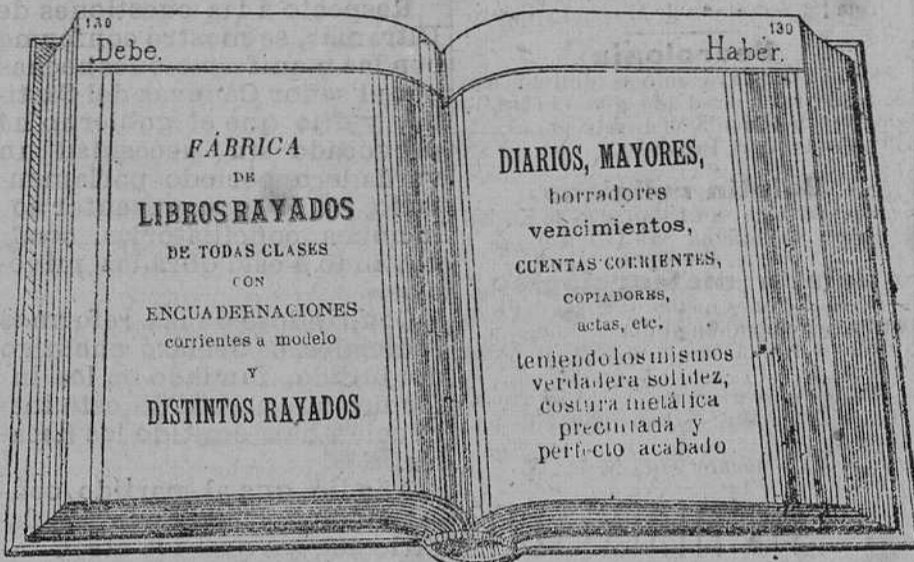 130
Debe.
FÁBRICA
DE
LIBROS RAYADOS
DE TODAS CLASES
CON
ENCUADERNACIONES
corrientes a modelo
Y
DISTINTOS RAYADOS
130
Haber.
DIARIOS, MAYORES,
borradores
vencimientos,
CUENTAS CORRIENTES,
COPIADORES,
actas, etc.
teniendo los mismos
verdadera solidez,
costura metálica
precintada y
perfecto acabado